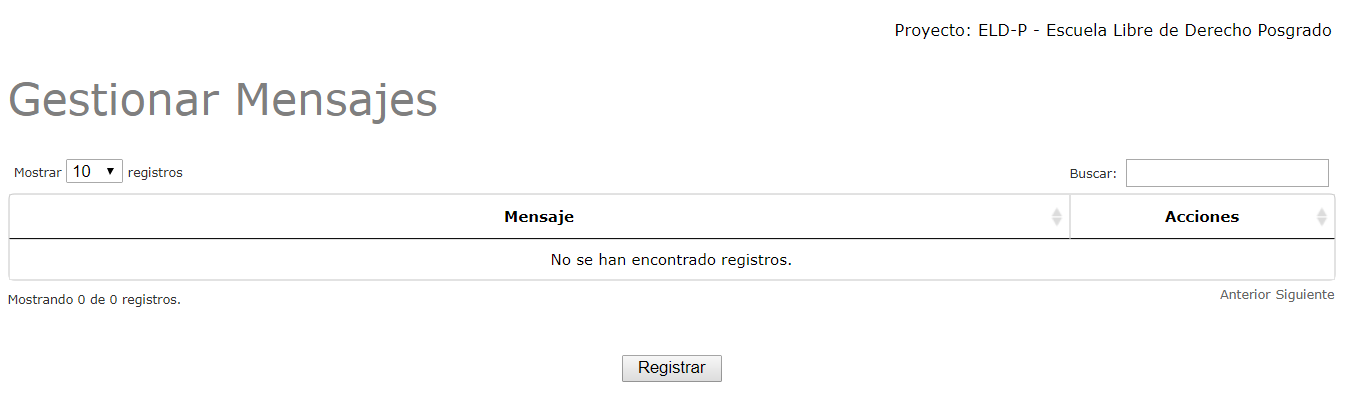 Proyecto: ELD-P - Escuela Libre de Derecho Posgrado
Gestionar Mensajes
Mostrar 10 registros Buscar:
Mensaje Acciones
No se han encontrado registros.
Mostrando 0 de 0 registros. Anterior Siguiente
Registrar